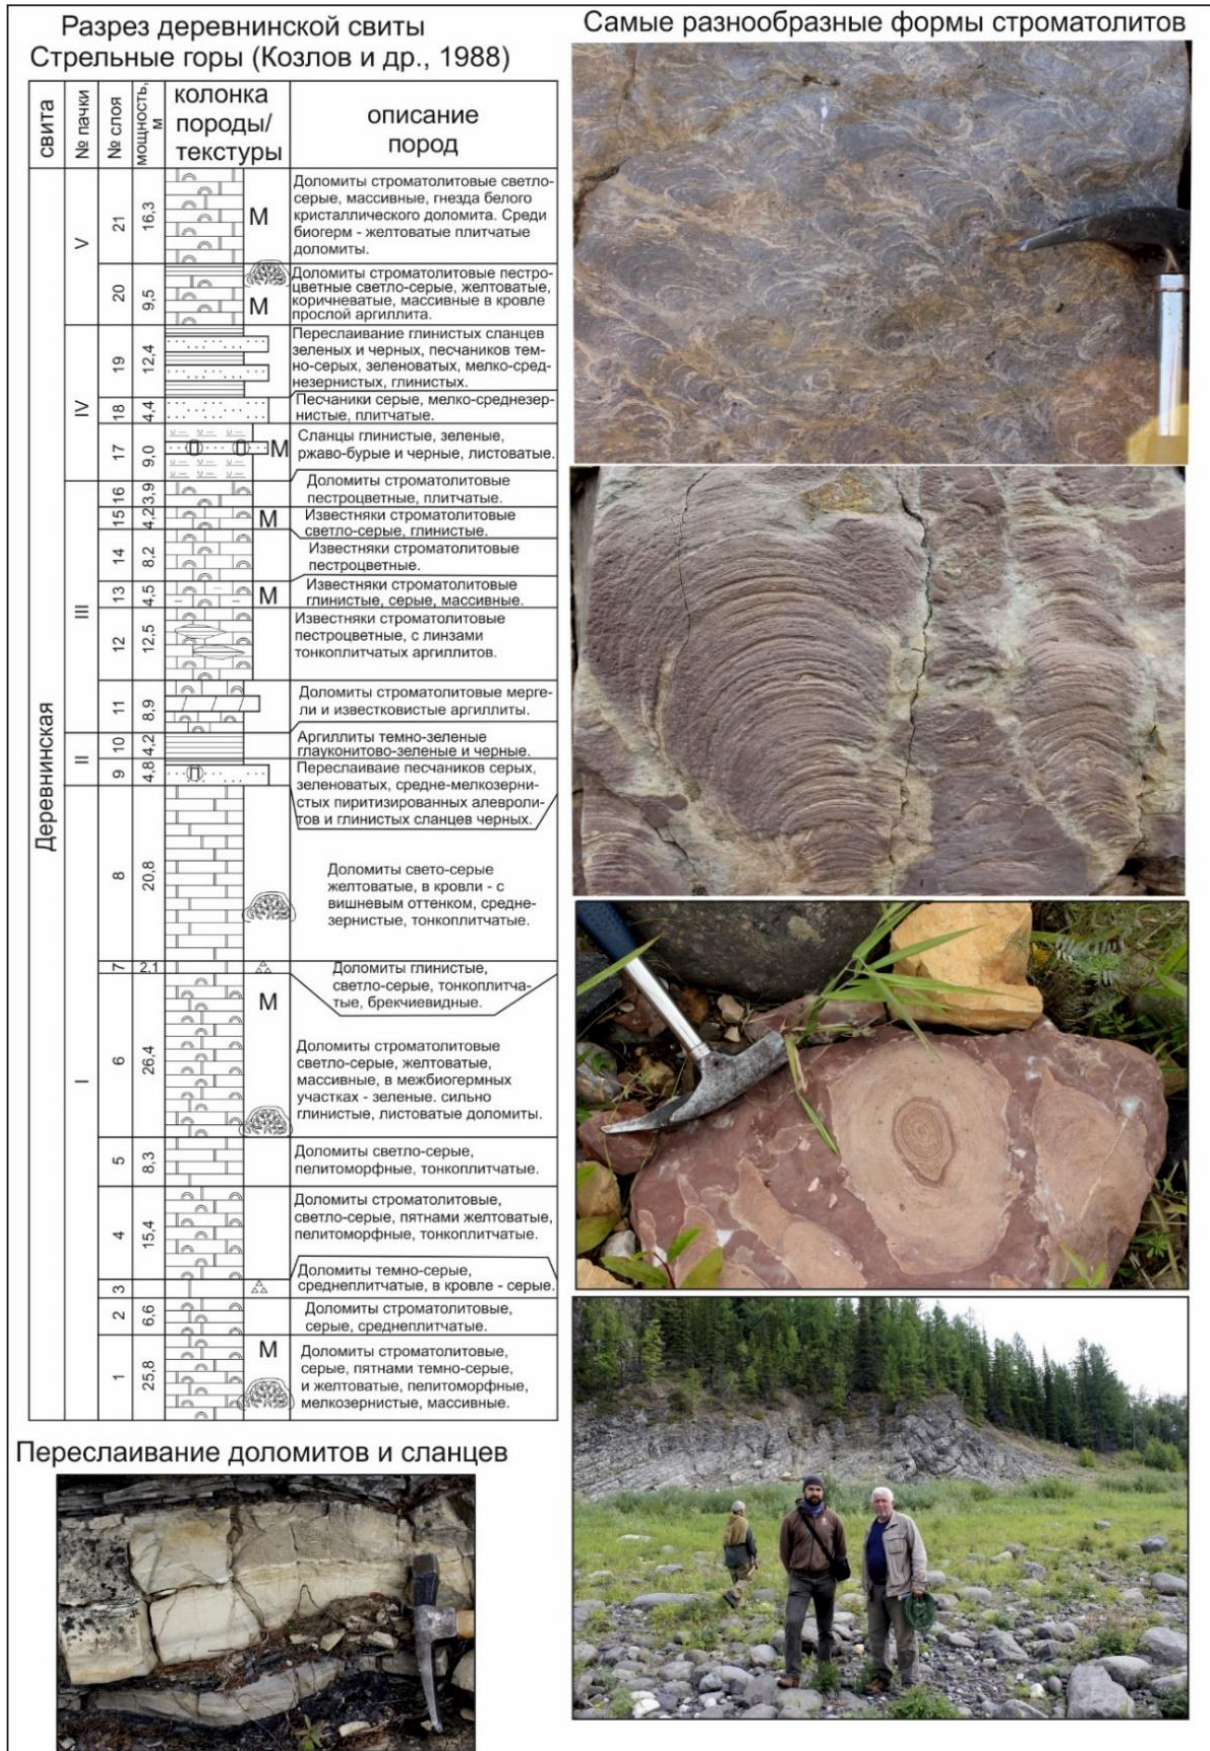 Разрез деревнинской свиты
Стрельные горы (Козлов и др., 1988)
Самые разнообразные формы строматолитов
свита
№ пачки
№ слоя
мощность, м
колонка
породы/
текстуры
описание
пород
Деревнинская
V
21
16,3
M
Доломиты строматолитовые светло-
серые, массивные, гнезда белого
кристаллического доломита. Среди
биогерм - желтоватые плитчатые
доломиты.
20
9,5
M
Доломиты строматолитовые пестро-
цветные светло-серые, желтоватые,
коричневатые, массивные в кровле
прослой аргиллита.
IV
19
12,4
Переслаивание глинистых сланцев
зеленых и черных, песчаников тем-
но-серых, зеленоватых, мелко-сред-
незернистых, глинистых.
18
4,4
Песчаники серые, мелко-среднезер-
нистые, плитчатые.
17
9,0
П П
M
Сланцы глинистые, зеленые,
ржаво-бурые и черные, листоватые.
III
16
3,9
Доломиты строматолитовые
пестроцветные, плитчатые.
15
4,2
M
Известняки строматолитовые
светло-серые, глинистые.
14
8,2
Известняки строматолитовые
пестроцветные.
13
4,5
M
Известняки строматолитовые
глинистые, серые, массивные.
12
12,5
Известняки строматолитовые
пестроцветные, с линзами
тонкоплитчатых аргиллитов.
11
8,9
Доломиты строматолитовые мерге-
ли и известковистые аргиллиты.
II
10
4,2
Аргиллиты темно-зеленые
глауконитово-зеленые и черные.
9
4,8
П
Переслаиваие песчаников серых,
зеленоватых, средне-мелкозерни-
стых пиритизированных алевроли-
тов и глинистых сланцев черных.
I
8
20,8
Доломиты свето-серые
желтоватые, в кровли - с
вишневым оттенком, средне-
зернистые, тонкоплитчатые.
7
2,1
Доломиты глинистые,
светло-серые, тонкоплитча-
тые, брекчиевидные.
6
26,4
M
Доломиты строматолитовые
светло-серые, желтоватые,
массивные, в межбиогермных
участках - зеленые. сильно
глинистые, листоватые доломиты.
5
8,3
Доломиты светло-серые,
пелитоморфные, тонкоплитчатые.
4
15,4
Доломиты строматолитовые,
светло-серые, пятнами желтоватые,
пелитоморфные, тонкоплитчатые.
3
Доломиты темно-серые,
среднеплитчатые, в кровле - серые.
2
6,6
Доломиты строматолитовые,
серые, среднеплитчатые.
1
25,8
M
Доломиты строматолитовые,
серые, пятнами темно-серые,
и желтоватые, пелитоморфные,
мелкозернистые, массивные.
Переслаивание доломитов и сланцев